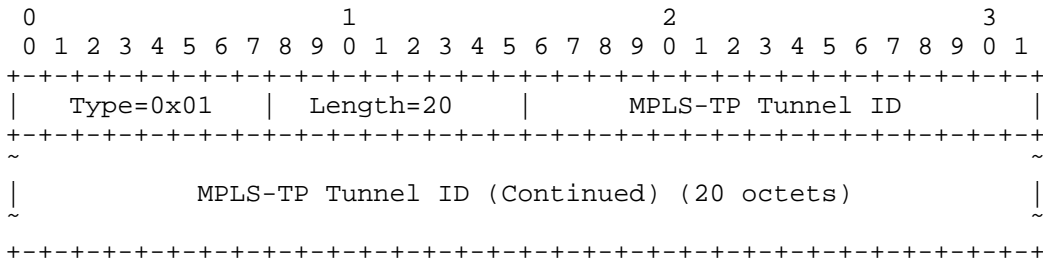 0                   1                   2                   3
 0 1 2 3 4 5 6 7 8 9 0 1 2 3 4 5 6 7 8 9 0 1 2 3 4 5 6 7 8 9 0 1
+-+-+-+-+-+-+-+-+-+-+-+-+-+-+-+-+-+-+-+-+-+-+-+-+-+-+-+-+-+-+-+-+
|   Type=0x01   |  Length=20    |      MPLS-TP Tunnel ID        |
+-+-+-+-+-+-+-+-+-+-+-+-+-+-+-+-+-+-+-+-+-+-+-+-+-+-+-+-+-+-+-+-+
~                                                               ~
|           MPLS-TP Tunnel ID (Continued) (20 octets)           |
~                                                               ~
+-+-+-+-+-+-+-+-+-+-+-+-+-+-+-+-+-+-+-+-+-+-+-+-+-+-+-+-+-+-+-+-+